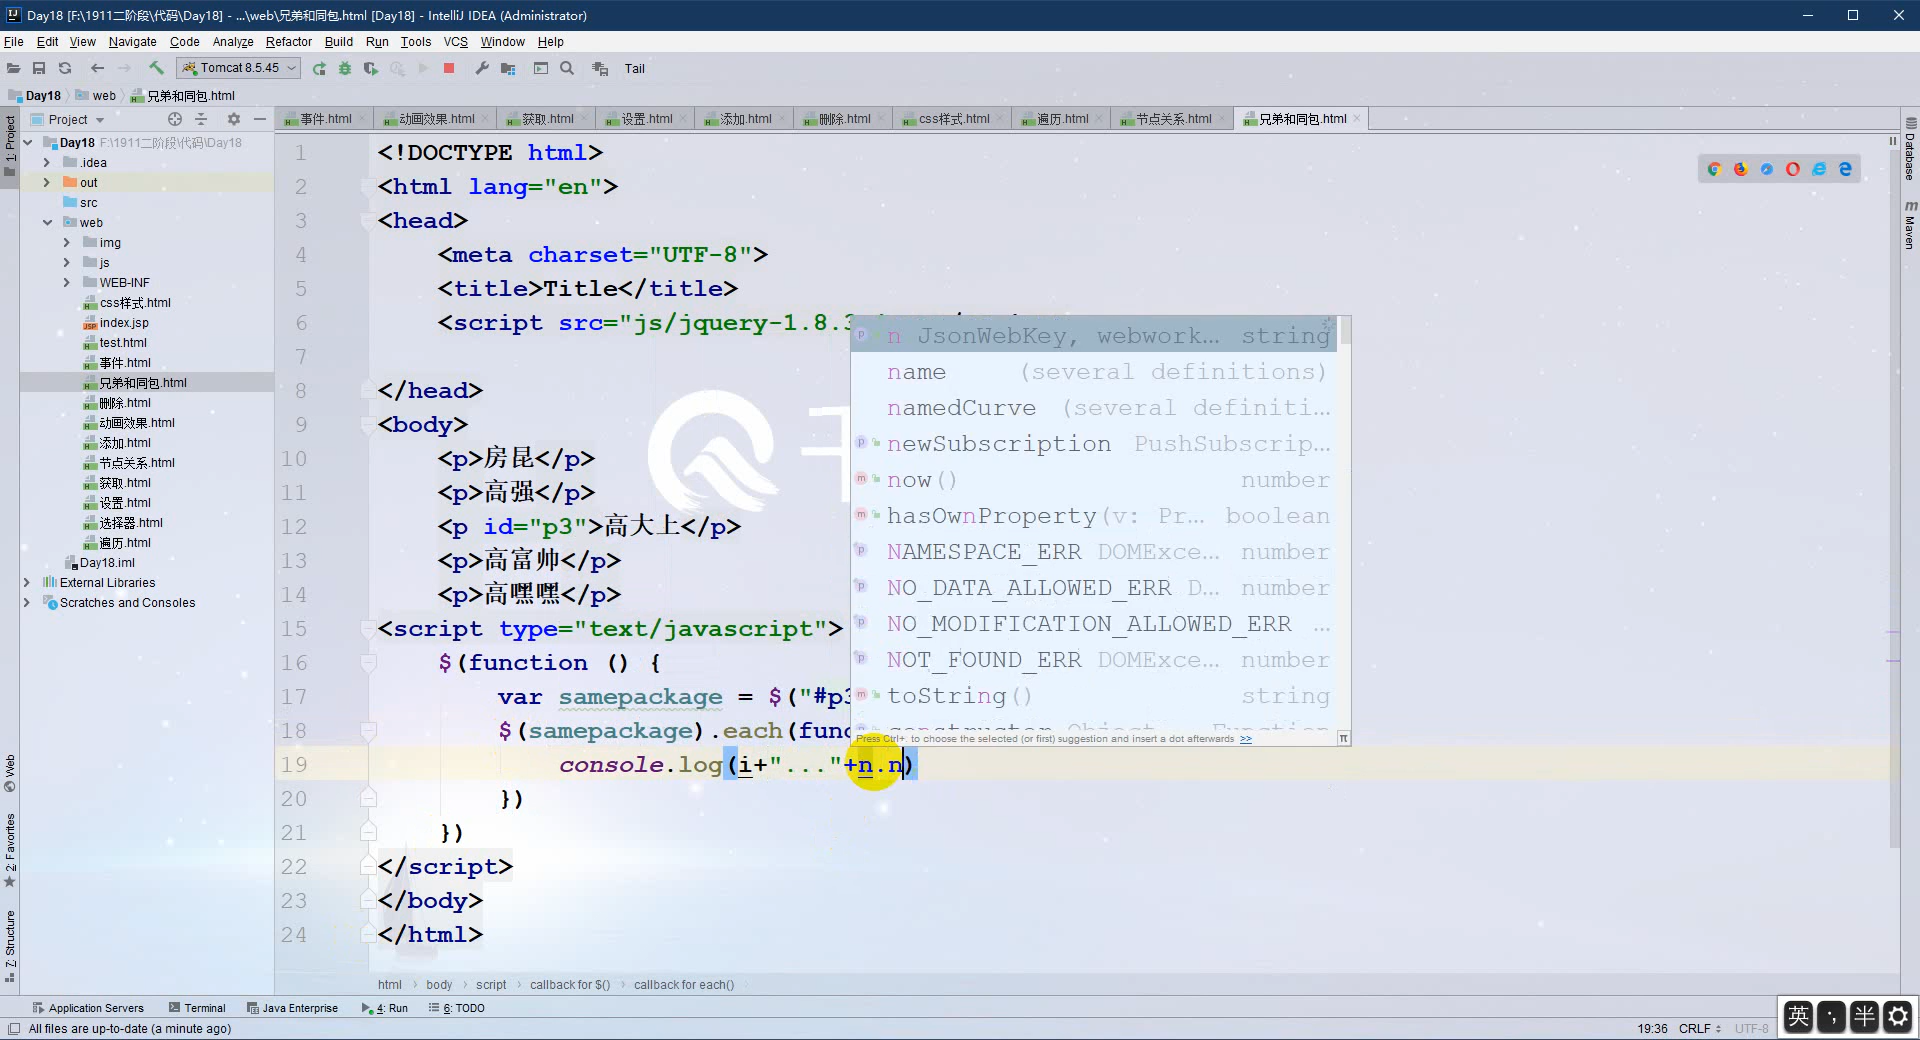 Day18 [F:\1911二阶段\代码\Day18] - ...\web\兄弟和同包.html [Day18] - IntelliJ IDEA (Administrator)
File Edit View Navigate Code Analyze Refactor Build Run Tools VCS Window Help
Tomcat 8.5.45 Tail
Day18 web 兄弟和同包.html
Project
事件.html 动画效果.html 获取.html 设置.html 添加.html 删除.html css样式.html 遍历.html 节点关系.html 兄弟和同包.html
1: Project
Day18 F:\1911二阶段\代码\Day18
.idea
out
src
web
img
js
WEB-INF
css样式.html
index.jsp
test.html
事件.html
兄弟和同包.html
删除.html
动画效果.html
添加.html
节点关系.html
获取.html
设置.html
选择器.html
遍历.html
Day18.iml
External Libraries
Scratches and Consoles
Web
2: Favorites
7: Structure
1 <!DOCTYPE html>
2 <html lang="en">
3 <head>
4 <meta charset="UTF-8">
5 <title>Title</title>
6 <script src="js/jquery-1.8.3
7
8 </head>
9 <body>
10 <p>房昆</p>
11 <p>高强</p>
12 <p id="p3">高大上</p>
13 <p>高富帅</p>
14 <p>高嘿嘿</p>
15 <script type="text/javascript">
16 $(function () {
17 var samepackage = $("#p3
18 $(samepackage).each(func
19 console.log(i+"..."+n.n)
20 })
21 })
22 </script>
23 </body>
24 </html>
n JsonWebKey, webwork... string
name (several definitions)
namedCurve (several definiti...
newSubscription PushSubscrip...
now() number
hasOwnProperty(v: Pr... boolean
NAMESPACE_ERR DOMExce... number
NO_DATA_ALLOWED_ERR D... number
NO_MODIFICATION_ALLOWED_ERR ...
NOT_FOUND_ERR DOMExce... number
toString() string
constructor Object Function
Press Ctrl+. to choose the selected (or first) suggestion and insert a dot afterwards >> π
Database
m Maven
html body script callback for $() callback for each()
Application Servers Terminal Java Enterprise 4: Run 6: TODO
All files are up-to-date (a minute ago) 19:36 CRLF UTF-8
英 ·, 半